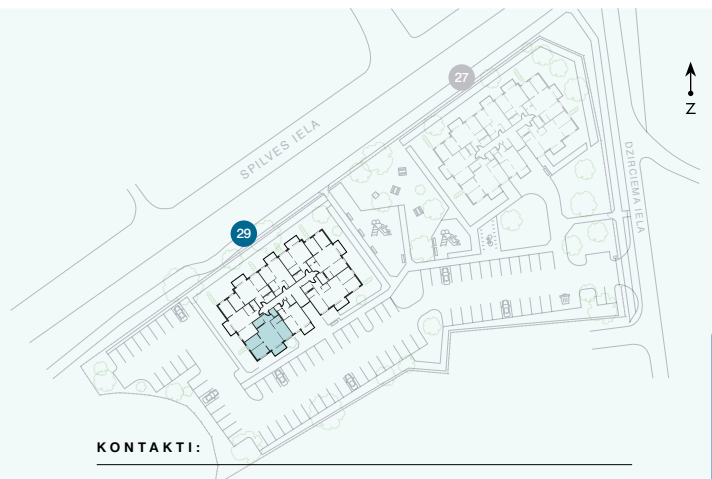 27
Z
SPILVES IELA
DZIRCIEMA IELA
29
KONTAKTI: